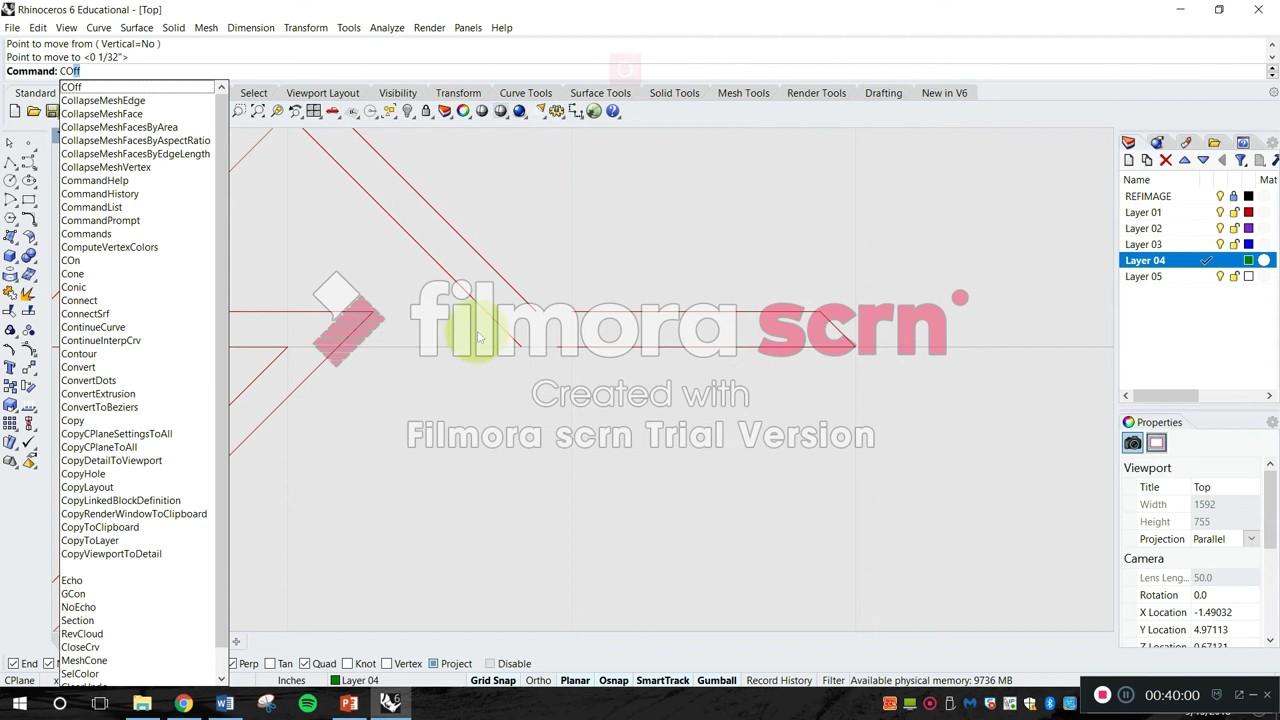 Rhinoceros 6 Educational - [Top]
File Edit View Curve Surface Solid Mesh Dimension Transform Tools Analyze Render Panels Help
Point to move from ( Vertical=No )
Point to move to <0 1/32">
Command: COff
Standard Select Viewport Layout Visibility Transform Curve Tools Surface Tools Solid Tools Mesh Tools Render Tools Drafting New in V6
COff
CollapseMeshEdge
CollapseMeshFace
CollapseMeshFacesByArea
CollapseMeshFacesByAspectRatio
CollapseMeshFacesByEdgeLength
CollapseMeshVertex
CommandHelp
CommandHistory
CommandList
CommandPrompt
Commands
ComputeVertexColors
COn
Cone
Conic
Connect
ConnectSrf
ContinueCurve
ContinueInterpCrv
Contour
Convert
ConvertDots
ConvertExtrusion
ConvertToBeziers
Copy
CopyCPlaneSettingsToAll
CopyCPlaneToAll
CopyDetailToViewport
CopyHole
CopyLayout
CopyLinkedBlockDefinition
CopyRenderWindowToClipboard
CopyToClipboard
CopyToLayer
CopyViewportToDetail
Echo
GCon
NoEcho
Section
RevCloud
CloseCrv
MeshCone
SelColor
filmora scrn
Created with
Filmora scrn Trial Version
Name Mat
REFIMAGE
Layer 01
Layer 02
Layer 03
Layer 04
Layer 05
Properties
Viewport
Title Top
Width 1592
Height 755
Projection Parallel
Camera
Lens Leng... 50.0
Rotation 0.0
X Location -1.49032
Y Location 4.97113
End Perp Tan Quad Knot Vertex Project Disable
CPlane Inches Layer 04 Grid Snap Ortho Planar Osnap SmartTrack Gumball Record History Filter Available physical memory: 9736 MB
00:40:00